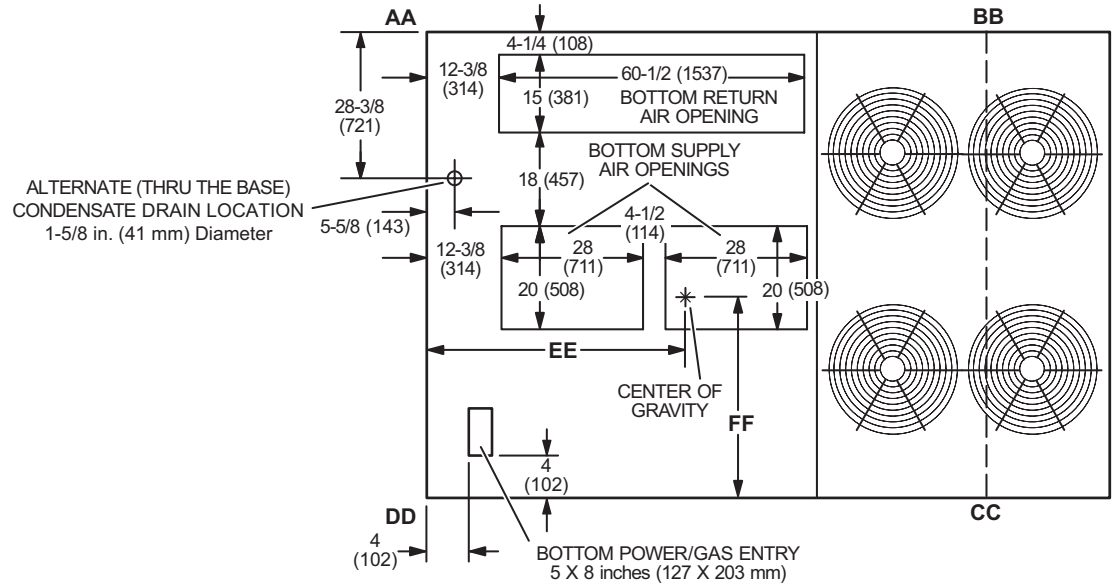 AA
BB
4-1/4 (108)
12-3/8
(314)
60-1/2 (1537)
28-3/8
(721)
15 (381)
BOTTOM RETURN
AIR OPENING
BOTTOM SUPPLY
AIR OPENINGS
18 (457)
ALTERNATE (THRU THE BASE)
CONDENSATE DRAIN LOCATION
1-5/8 in. (41 mm) Diameter
5-5/8 (143)
4-1/2
(114)
12-3/8
(314)
28
(711)
28
(711)
20 (508)
20 (508)
EE
CENTER OF
GRAVITY
FF
4
(102)
DD
CC
4
(102)
BOTTOM POWER/GAS ENTRY
5 X 8 inches (127 X 203 mm)